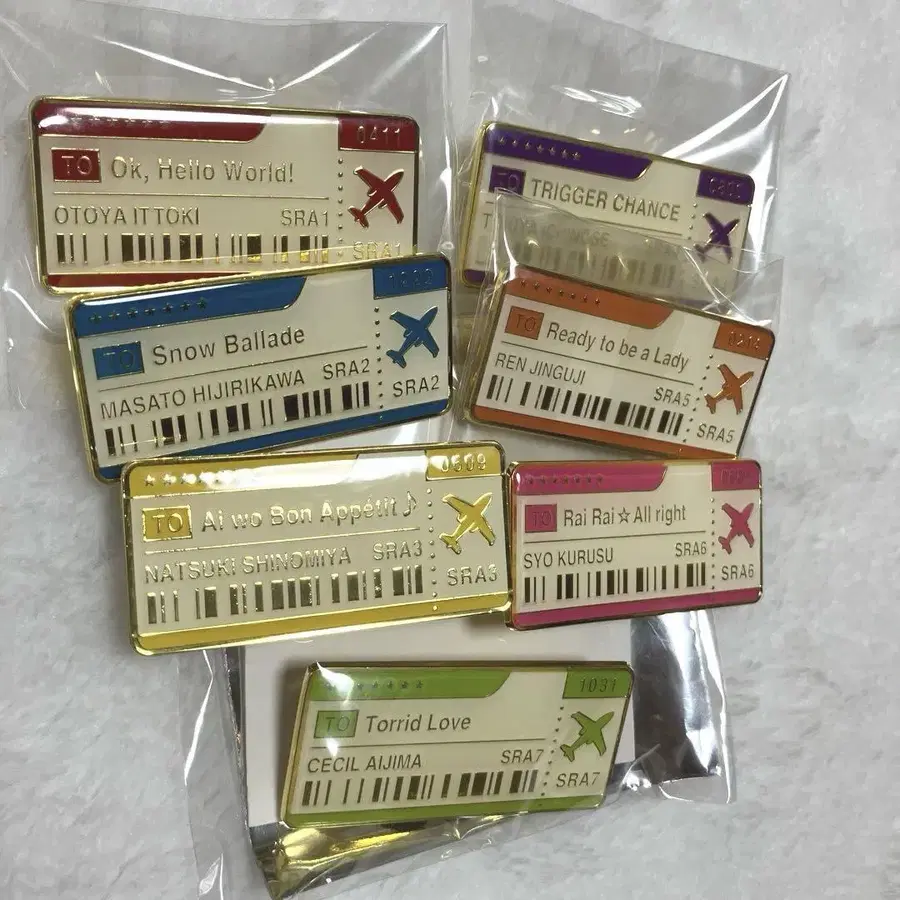 0411
TO Ok, Hello World!
OTOYA ITTOKI SRA1
SRA1
TO TRIGGER CHANCE
TO Snow Ballade
MASATO HIJIRIKAWA SRA2
SRA2
0214
TO Ready to be a Lady
REN JINGUJI SRA5
SRA5
0609
TO Ai wo Bon Appétit♪
NATSUKI SHINOMIYA SRA3
SRA3
TO Rai Rai☆All right
SYO KURUSU SRA6
SRA6
1031
TO Torrid Love
CECIL AIJIMA SRA7
SRA7